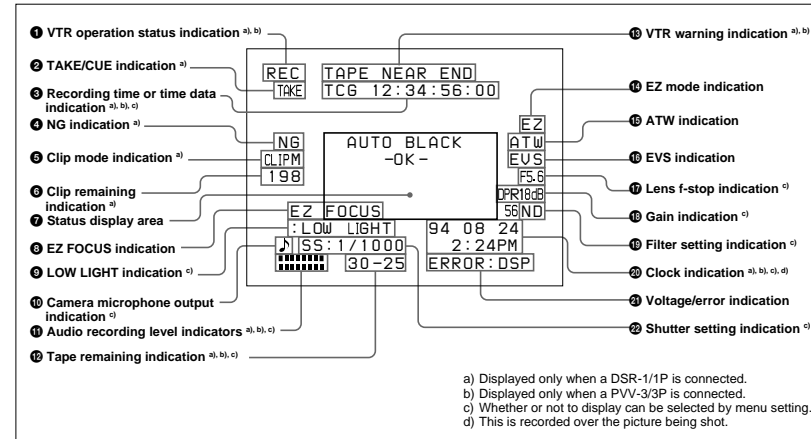 ❶ VTR operation status indication a), b)
❷ TAKE/CUE indication a)
❸ Recording time or time data
indication a), b), c)
❹ NG indication a)
❺ Clip mode indication a)
❻ Clip remaining
indication a)
❼ Status display area
❽ EZ FOCUS indication
❾ LOW LIGHT indication c)
❿ Camera microphone output
indication c)
⓫ Audio recording level indicators a), b), c)
⓬ Tape remaining indication a), b), c)
REC TAPE NEAR END
TAKE TCG 12:34:56:00
EZ
NG AUTO BLACK ATW
CLIPM -OK- EVS
198 F5.6
DPR18dB
EZ FOCUS 56 ND
:LOW LIGHT 94 08 24
♪ SS:1/1000 2:24PM
30-25 ERROR:DSP
⓭ VTR warning indication a), b)
⓮ EZ mode indication
⓯ ATW indication
⓰ EVS indication
⓱ Lens f-stop indication c)
⓲ Gain indication c)
⓳ Filter setting indication c)
⓴ Clock indication a), b), c), d)
㉑ Voltage/error indication
㉒ Shutter setting indication c)
a) Displayed only when a DSR-1/1P is connected.
b) Displayed only when a PVV-3/3P is connected.
c) Whether or not to display can be selected by menu setting.
d) This is recorded over the picture being shot.